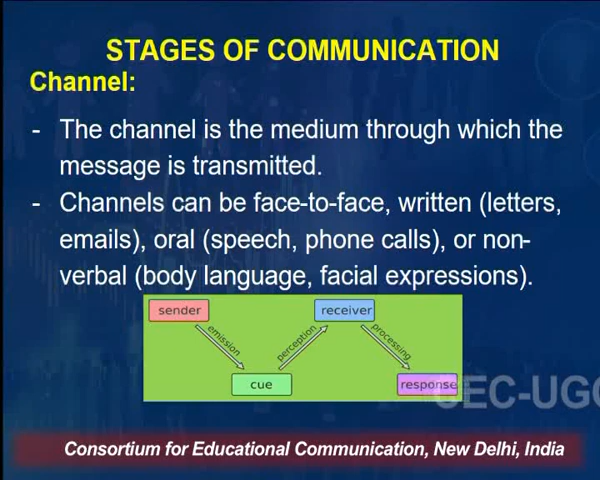 STAGES OF COMMUNICATION
Channel:
- The channel is the medium through which the
message is transmitted.
- Channels can be face-to-face, written (letters,
emails), oral (speech, phone calls), or non-
verbal (body language, facial expressions).
sender
receiver
emission
perception
processing
cue
response
CEC-UGC
Consortium for Educational Communication, New Delhi, India